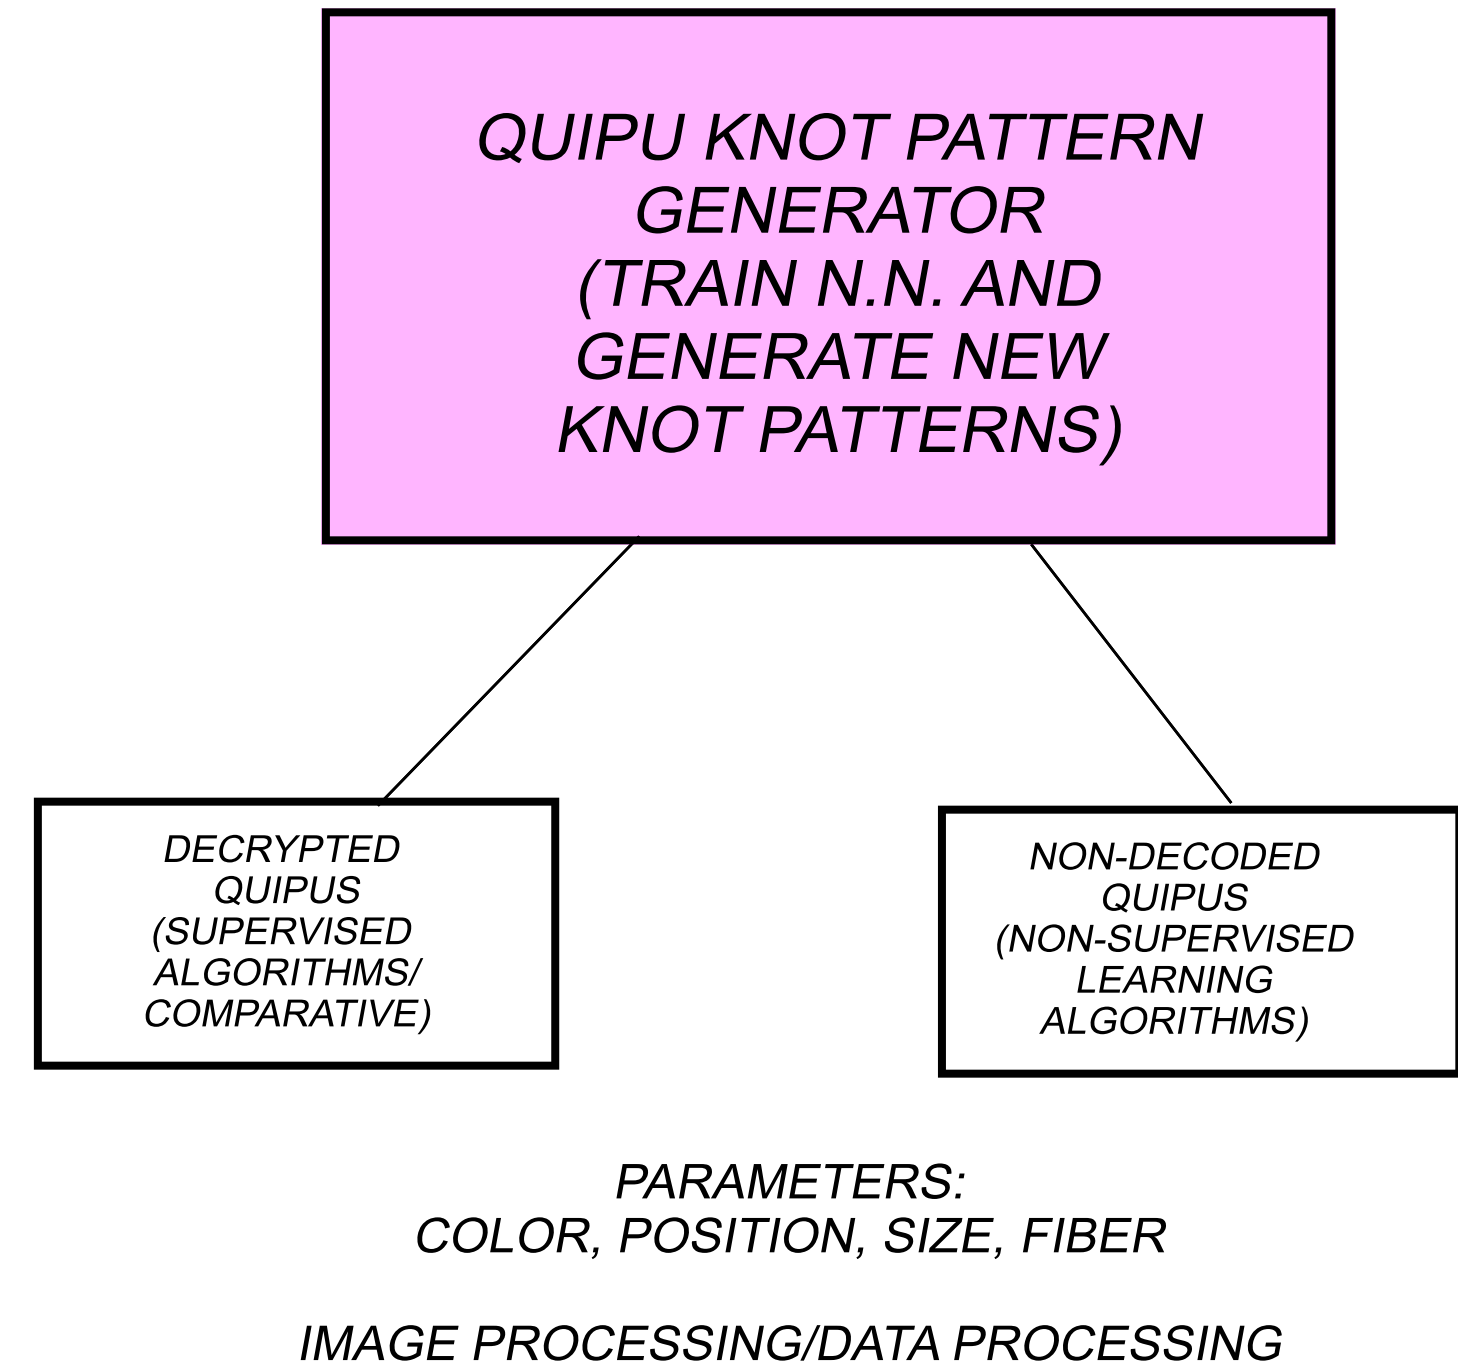 QUIPU KNOT PATTERN
GENERATOR
(TRAIN N.N. AND
GENERATE NEW
KNOT PATTERNS)
DECRYPTED
QUIPUS
(SUPERVISED
ALGORITHMS/
COMPARATIVE)
NON-DECODED
QUIPUS
(NON-SUPERVISED
LEARNING
ALGORITHMS)
PARAMETERS:
COLOR, POSITION, SIZE, FIBER
IMAGE PROCESSING/DATA PROCESSING